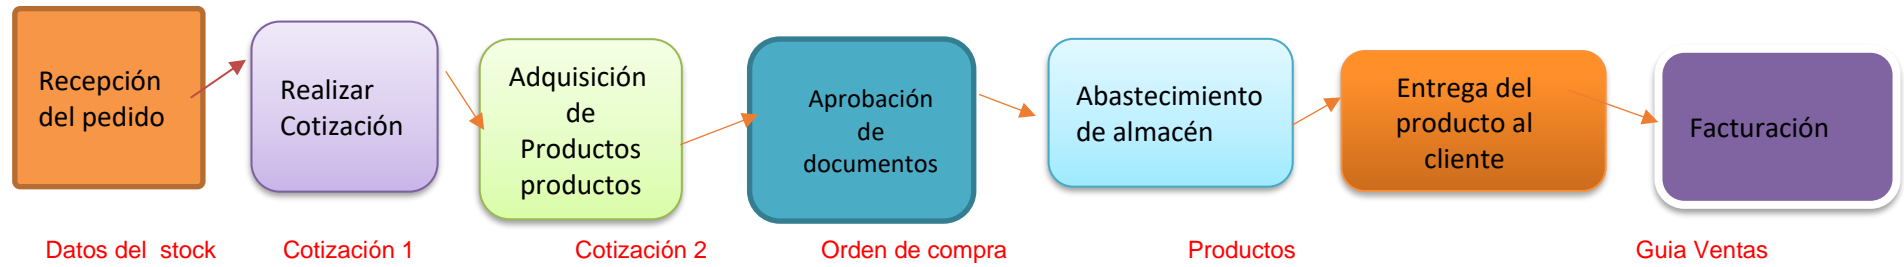 Recepción
del pedido
Realizar
Cotización
Adquisición
de
Productos
productos
Aprobación
de
documentos
Abastecimiento
de almacén
Entrega del
producto al
cliente
Facturación
Datos del  stock
Cotización 1
Cotización 2
Orden de compra
Productos
Guia Ventas